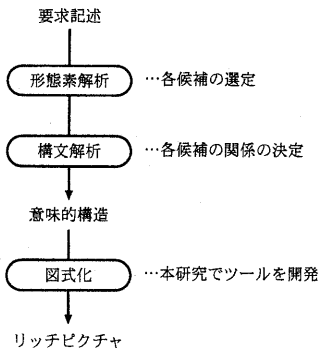 要求記述
形態素解析 …各候補の選定
構文解析 …各候補の関係の決定
意味的構造
図式化 …本研究でツールを開発
リッチピクチャ